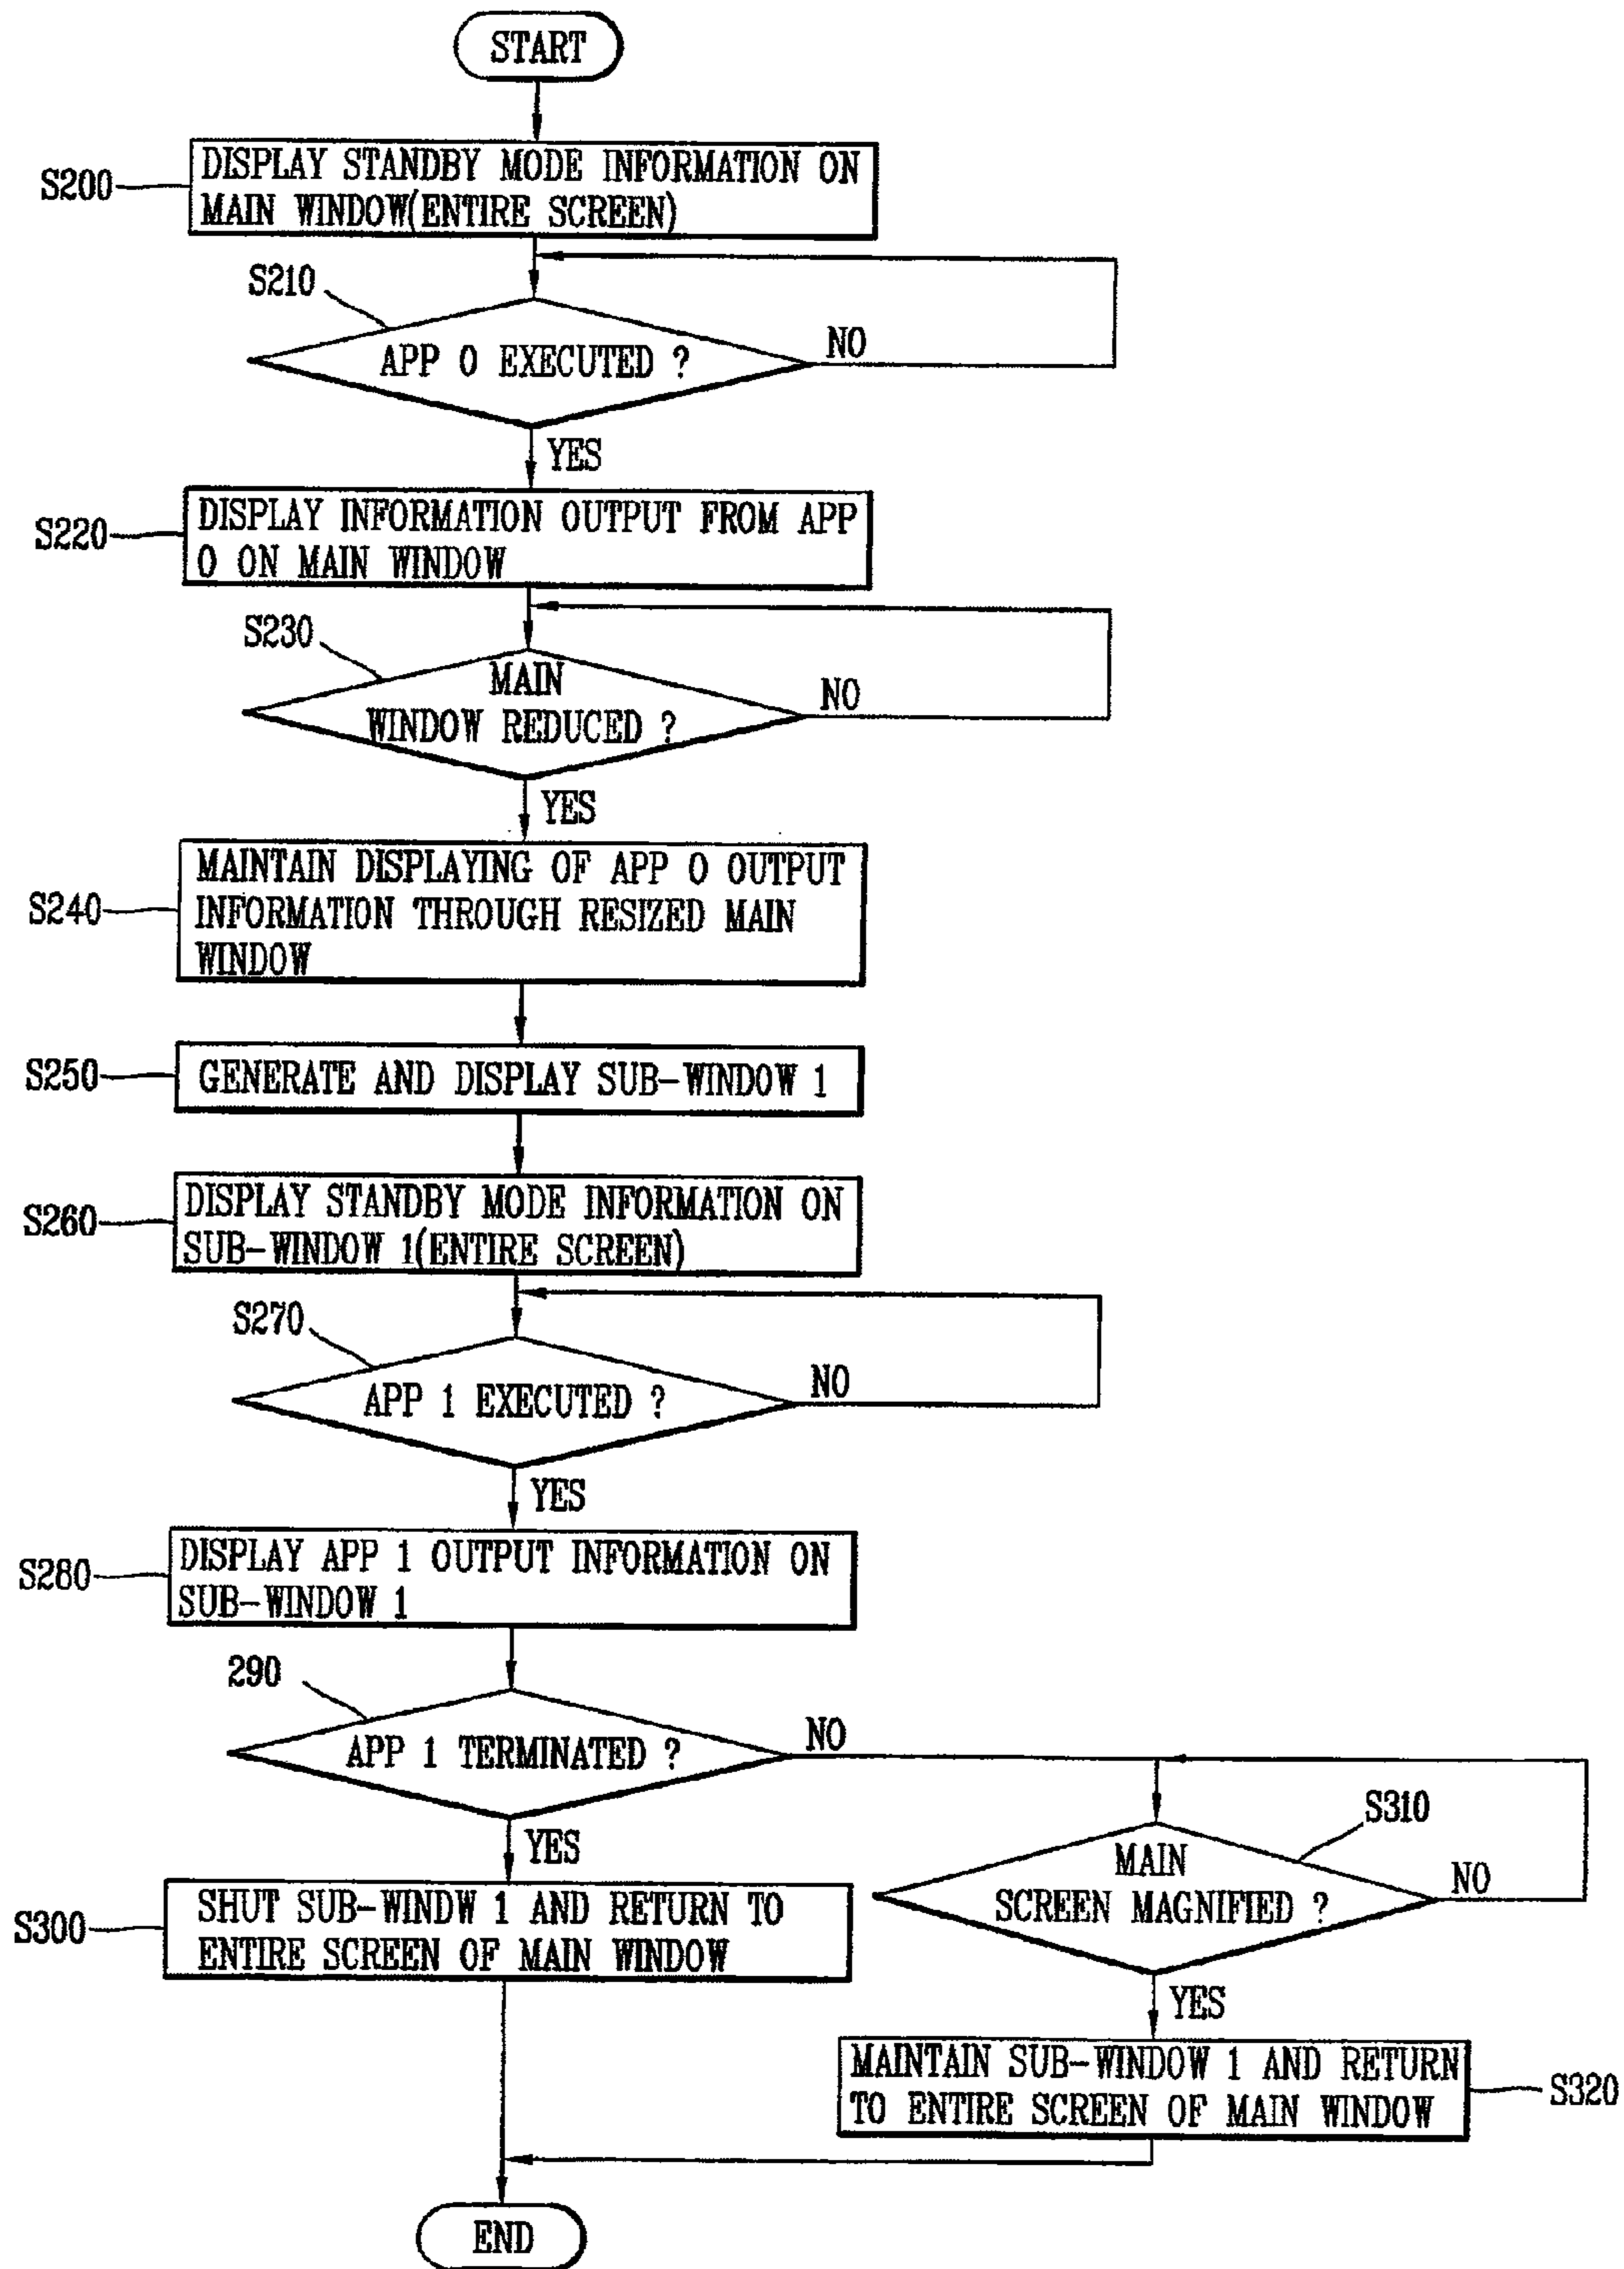 START
S200
DISPLAY STANDBY MODE INFORMATION ON
MAIN WINDOW(ENTIRE SCREEN)
S210
APP 0 EXECUTED ?
NO
YES
S220
DISPLAY INFORMATION OUTPUT FROM APP
0 ON MAIN WINDOW
S230
MAIN
WINDOW REDUCED ?
NO
YES
S240
MAINTAIN DISPLAYING OF APP 0 OUTPUT
INFORMATION THROUGH RESIZED MAIN
WINDOW
S250
GENERATE AND DISPLAY SUB-WINDOW 1
S260
DISPLAY STANDBY MODE INFORMATION ON
SUB-WINDOW 1(ENTIRE SCREEN)
S270
APP 1 EXECUTED ?
NO
YES
S280
DISPLAY APP 1 OUTPUT INFORMATION ON
SUB-WINDOW 1
290
APP 1 TERMINATED ?
NO
YES
S310
MAIN
SCREEN MAGNIFIED ?
NO
YES
S300
SHUT SUB-WINDW 1 AND RETURN TO
ENTIRE SCREEN OF MAIN WINDOW
MAINTAIN SUB-WINDOW 1 AND RETURN
TO ENTIRE SCREEN OF MAIN WINDOW
S320
END